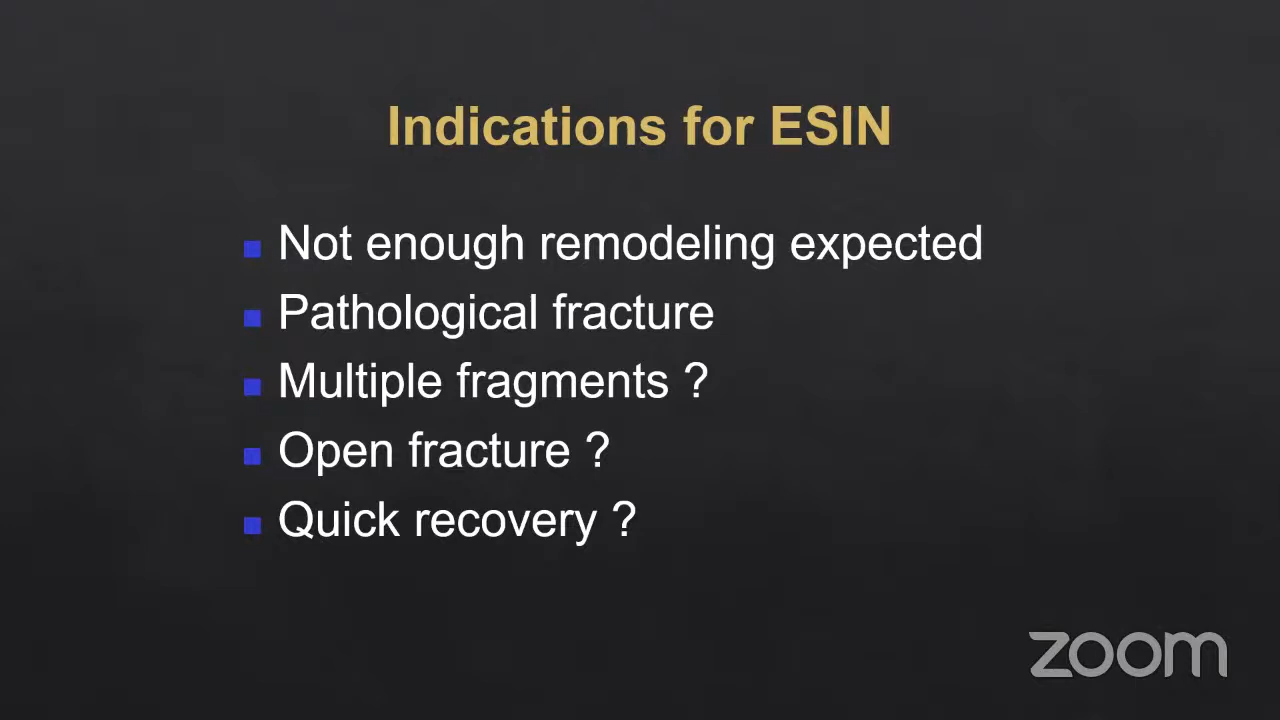 Indications for ESIN
Not enough remodeling expected
Pathological fracture
Multiple fragments ?
Open fracture ?
Quick recovery ?
zoom